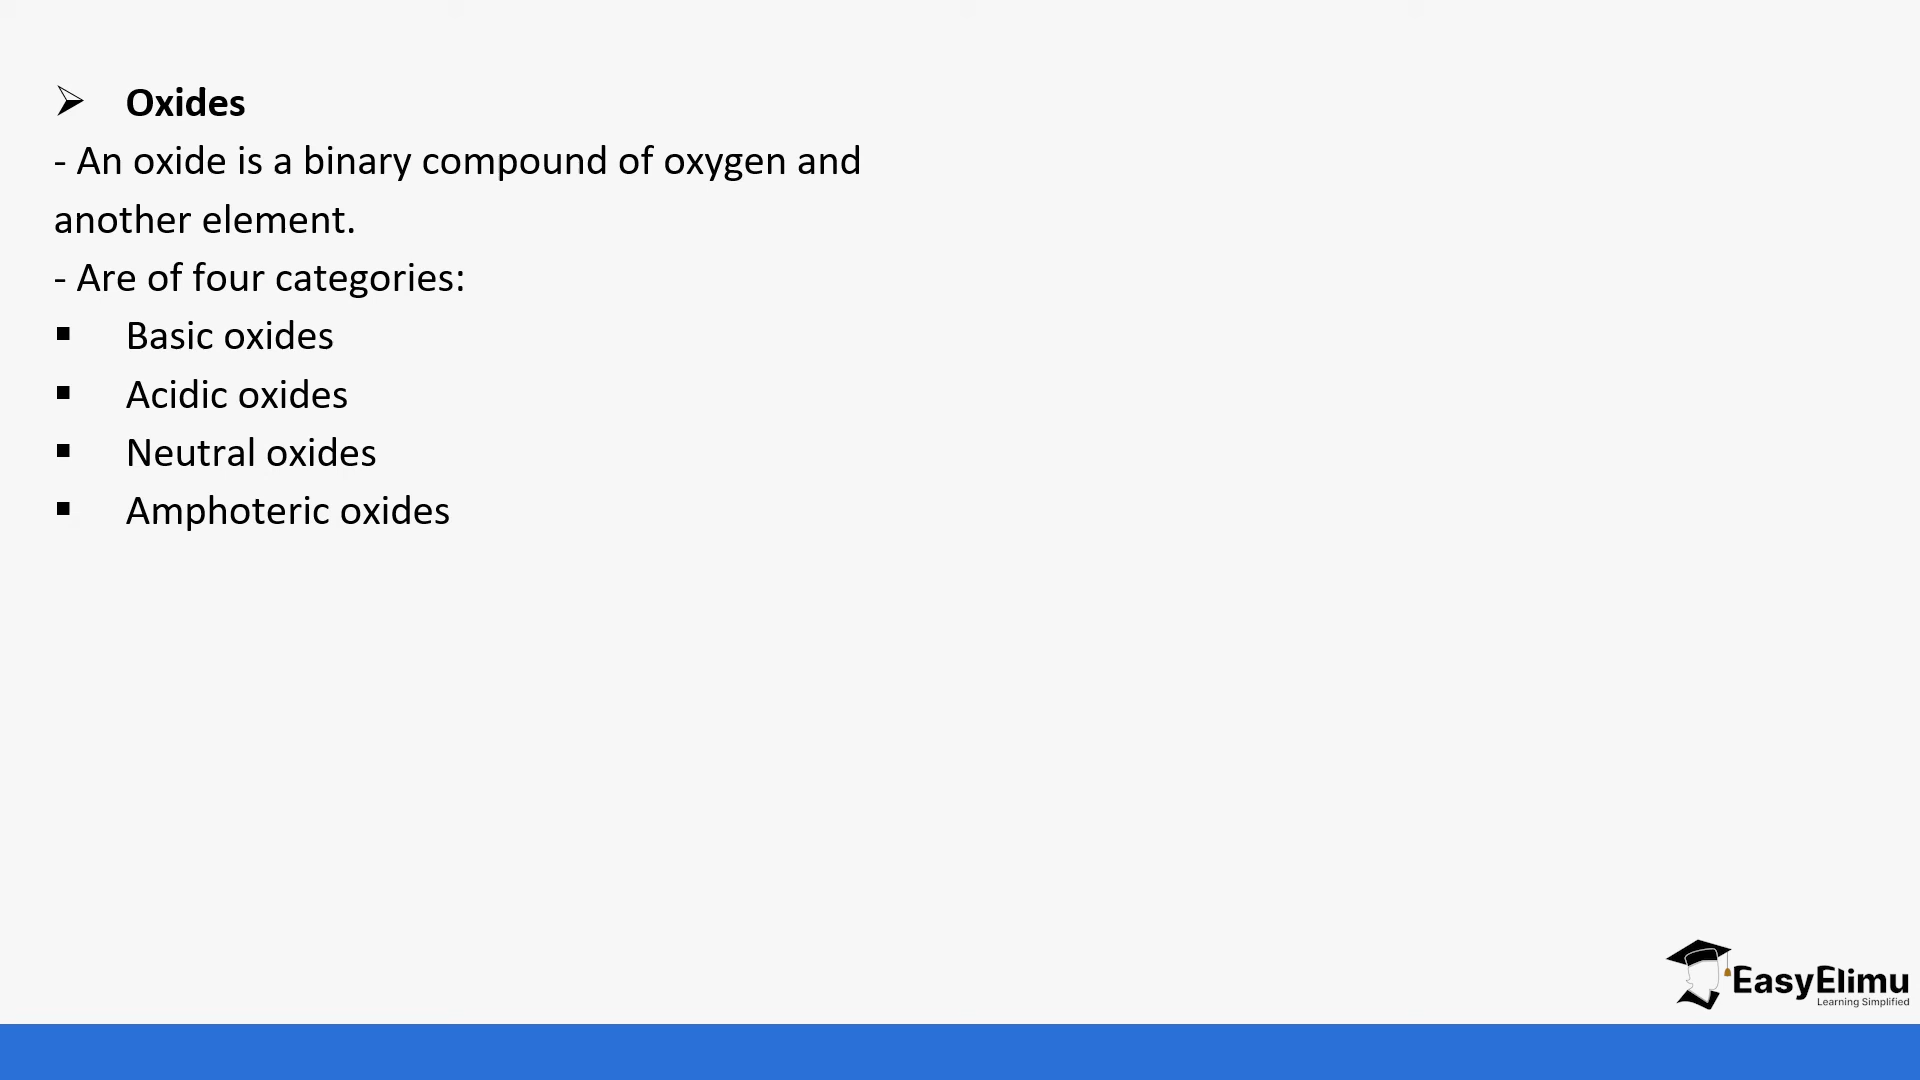 ➢ Oxides
- An oxide is a binary compound of oxygen and
another element.
- Are of four categories:
▪ Basic oxides
▪ Acidic oxides
▪ Neutral oxides
▪ Amphoteric oxides
EasyElimu
Learning Simplified